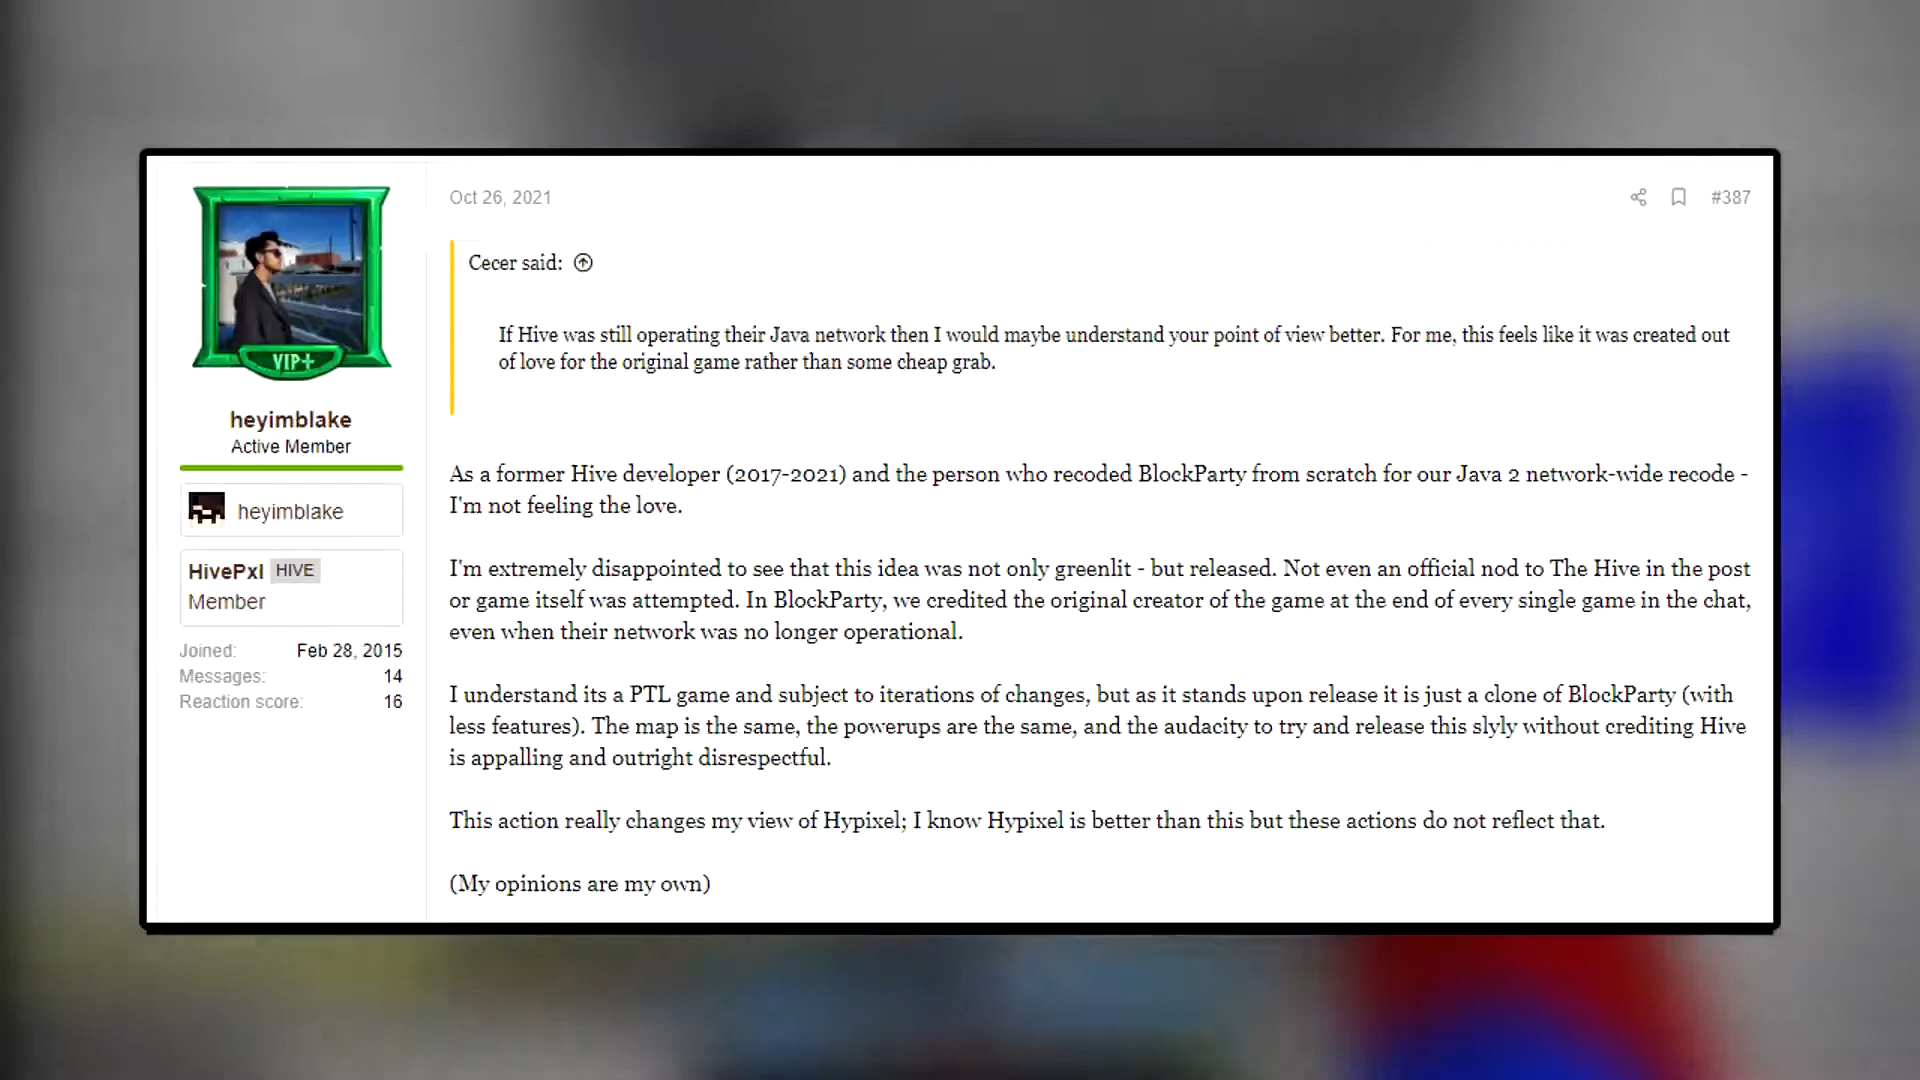 VIP+
heyimblake
Active Member
heyimblake
HivePxl HIVE
Member
Joined: Feb 28, 2015
Messages: 14
Reaction score: 16
Oct 26, 2021
#387
Cecer said:
If Hive was still operating their Java network then I would maybe understand your point of view better. For me, this feels like it was created out
of love for the original game rather than some cheap grab.
As a former Hive developer (2017-2021) and the person who recoded BlockParty from scratch for our Java 2 network-wide recode -
I'm not feeling the love.
I'm extremely disappointed to see that this idea was not only greenlit - but released. Not even an official nod to The Hive in the post
or game itself was attempted. In BlockParty, we credited the original creator of the game at the end of every single game in the chat,
even when their network was no longer operational.
I understand its a PTL game and subject to iterations of changes, but as it stands upon release it is just a clone of BlockParty (with
less features). The map is the same, the powerups are the same, and the audacity to try and release this slyly without crediting Hive
is appalling and outright disrespectful.
This action really changes my view of Hypixel; I know Hypixel is better than this but these actions do not reflect that.
(My opinions are my own)